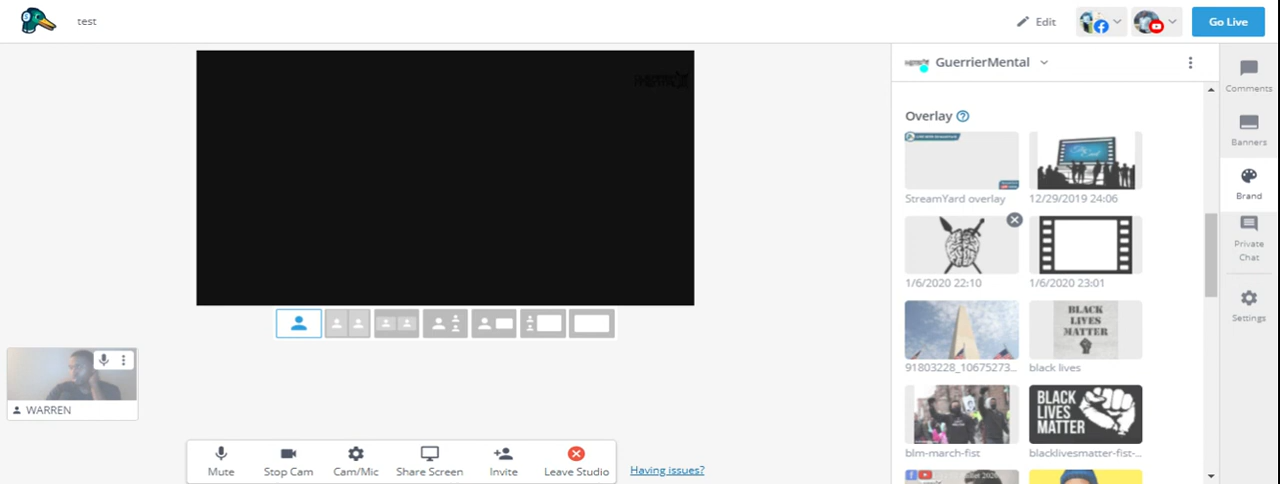 test
Edit
Go Live
GuerrierMental
Overlay
StreamYard overlay
12/29/2019 24:06
1/6/2020 22:10
1/6/2020 23:01
BLACK
LIVES
MATTER
91803228_10675273...
black lives
BLACK
LIVES
MATTER
blm-march-fist
blacklivesmatter-fist-...
Comments
Banners
Brand
Private
Chat
Settings
WARREN
Mute
Stop Cam
Cam/Mic
Share Screen
Invite
Leave Studio
Having issues?